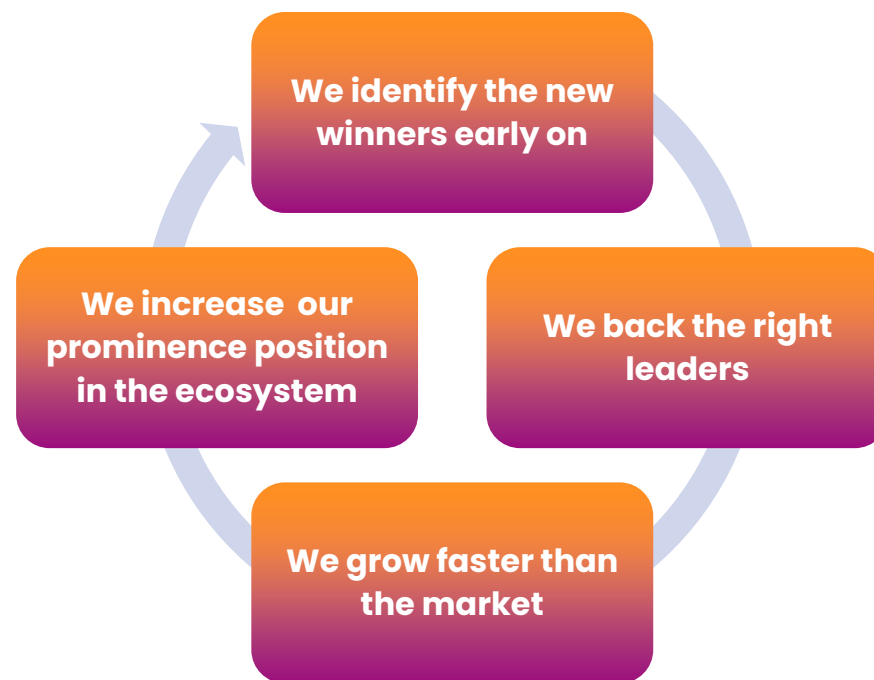 We identify the new
winners early on
We back the right
leaders
We grow faster than
the market
We increase  our
prominence position
in the ecosystem